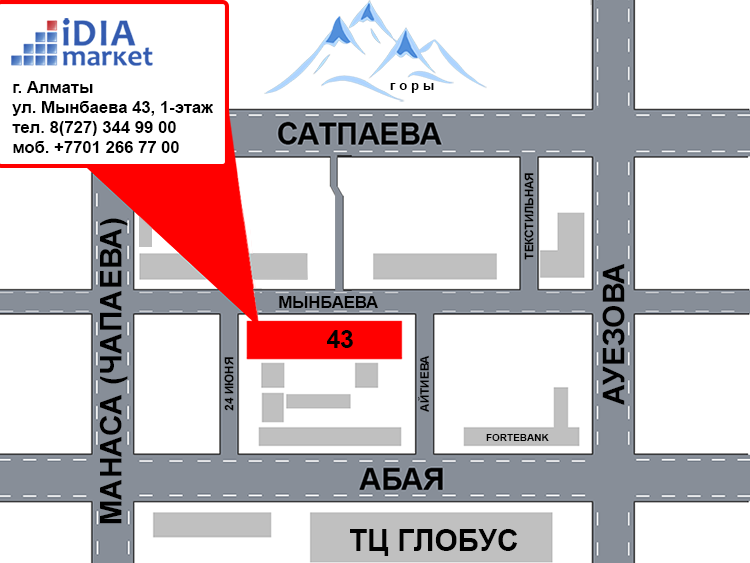 iDIA
market
г. Алматы
ул. Мынбаева 43, 1-этаж
тел. 8(727) 344 99 00
моб. +7701 266 77 00
горы
САТПАЕВА
ТЕКСТИЛЬНАЯ
МАНАСА (ЧАПАЕВА)
МЫНБАЕВА
АУЕЗОВА
43
24 ИЮНЯ
АЙТИЕВА
FORTEBANK
АБАЯ
ТЦ ГЛОБУС